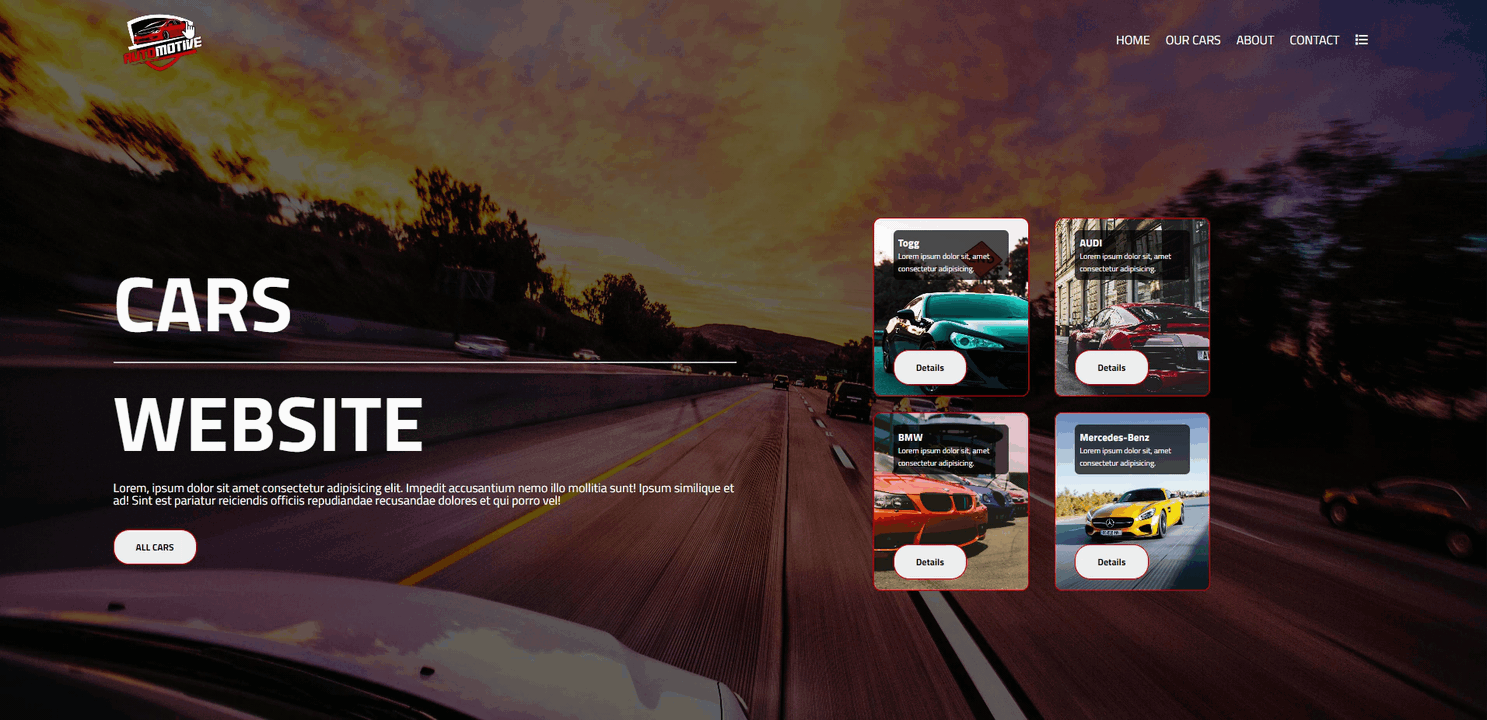 AUTOMOTIVE
HOME OUR CARS ABOUT CONTACT
CARS
WEBSITE
Lorem, ipsum dolor sit amet consectetur adipisicing elit. Impedit accusantium nemo illo mollitia sunt! Ipsum similique et
ad! Sint est pariatur reiciendis officiis repudiandae recusandae dolores et qui porro vel!
ALL CARS
Togg
Lorem ipsum dolor sit, amet
consectetur adipisicing.
Details
AUDI
Lorem ipsum dolor sit, amet
consectetur adipisicing.
Details
BMW
Lorem ipsum dolor sit, amet
consectetur adipisicing.
Details
Mercedes-Benz
Lorem ipsum dolor sit, amet
consectetur adipisicing.
Details